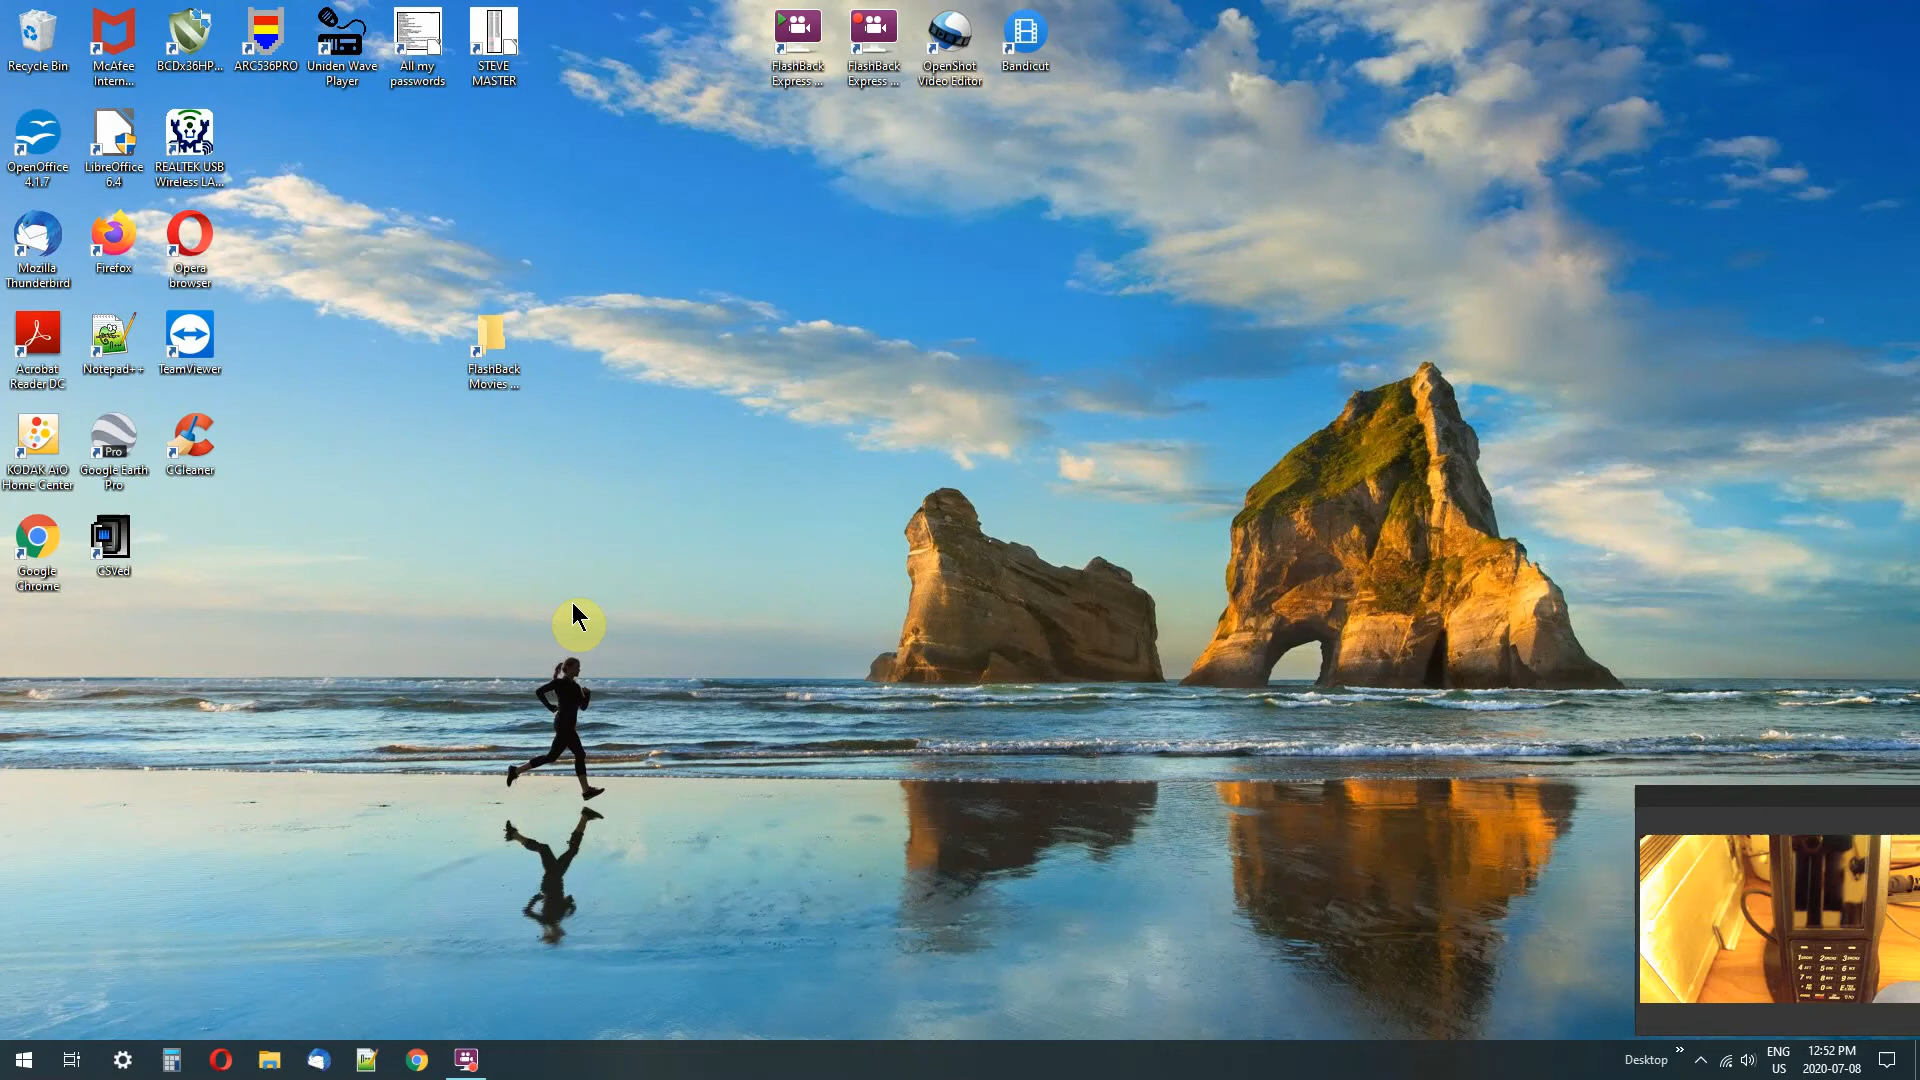 Recycle Bin
McAfee
Intern...
BCDx36HP...
ARC536PRO
Uniden Wave
Player
All my
passwords
STEVE
MASTER
FlashBack
Express ...
FlashBack
Express ...
OpenShot
Video Editor
Bandicut
OpenOffice
4.1.7
LibreOffice
6.4
REALTEK USB
Wireless LA...
Mozilla
Thunderbird
Firefox
Opera
browser
Acrobat
Reader DC
Notepad++
TeamViewer
FlashBack
Movies ...
KODAK AiO
Home Center
Pro
Google Earth
Pro
CCleaner
Google
Chrome
CSVed
Desktop
»
ENG
US
12:52 PM
2020-07-08